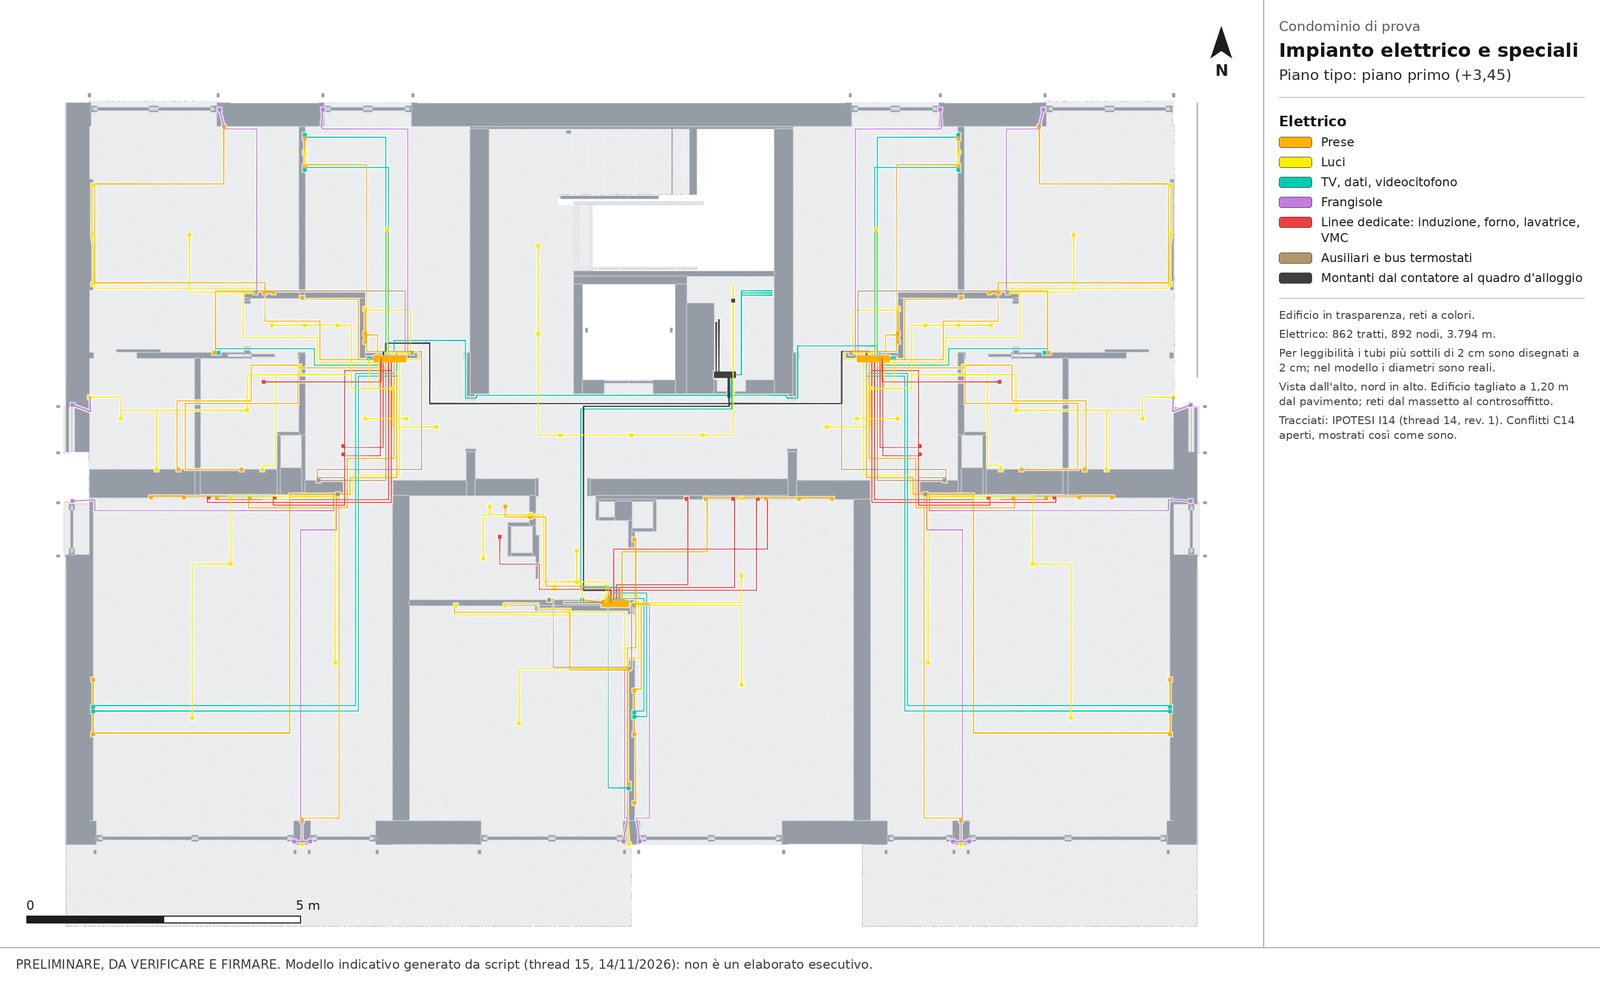 Condominio di prova
Impianto elettrico e speciali
Piano tipo: piano primo (+3,45)
N
Elettrico
Prese
Luci
TV, dati, videocitofono
Frangisole
Linee dedicate: induzione, forno, lavatrice,
VMC
Ausiliari e bus termostati
Montanti dal contatore al quadro d'alloggio
Edificio in trasparenza, reti a colori.
Elettrico: 862 tratti, 892 nodi, 3.794 m.
Per leggibilità i tubi più sottili di 2 cm sono disegnati a
2 cm; nel modello i diametri sono reali.
Vista dall'alto, nord in alto. Edificio tagliato a 1,20 m
dal pavimento; reti dal massetto al controsoffitto.
Tracciati: IPOTESI I14 (thread 14, rev. 1). Conflitti C14
aperti, mostrati così come sono.
0 5 m
PRELIMINARE, DA VERIFICARE E FIRMARE. Modello indicativo generato da script (thread 15, 14/11/2026): non è un elaborato esecutivo.